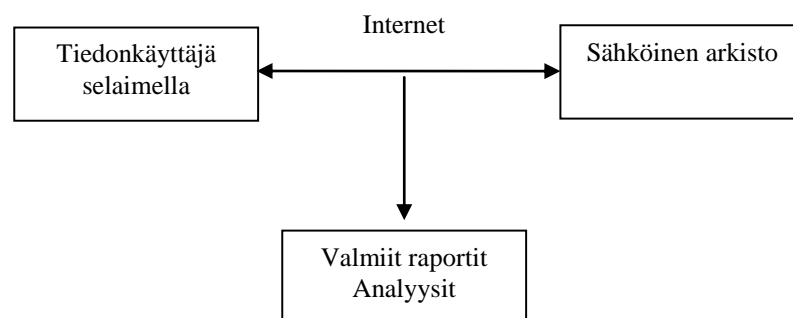 Internet
Tiedonkäyttäjä
selaimella
Sähköinen arkisto
Valmiit raportit
Analyysit